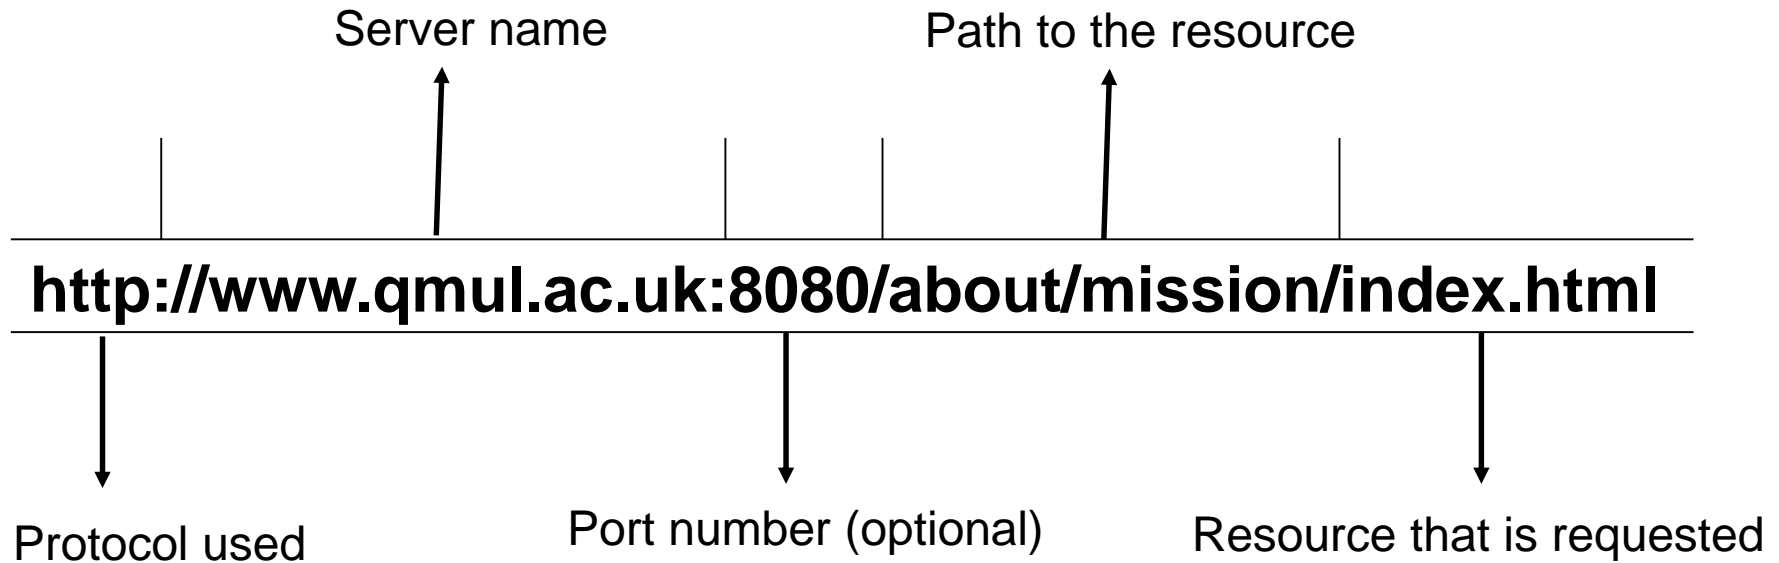 Server name
Path to the resource
http://www.qmul.ac.uk:8080/about/mission/index.html
Protocol used
Port number (optional)
Resource that is requested